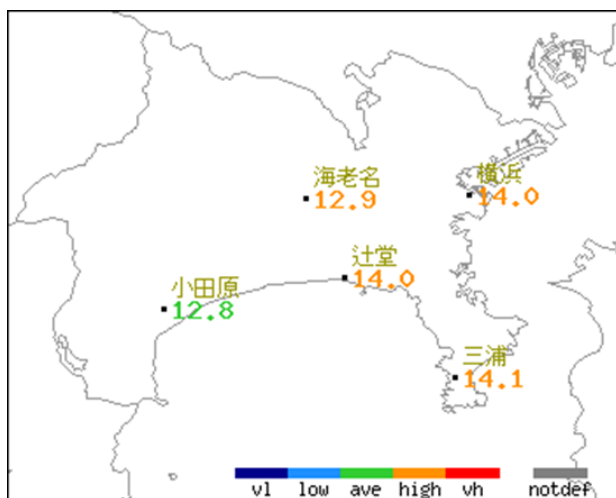 海老名
12.9
横浜
14.0
辻堂
14.0
小田原
12.8
三浦
14.1
vl low ave high vh notdef